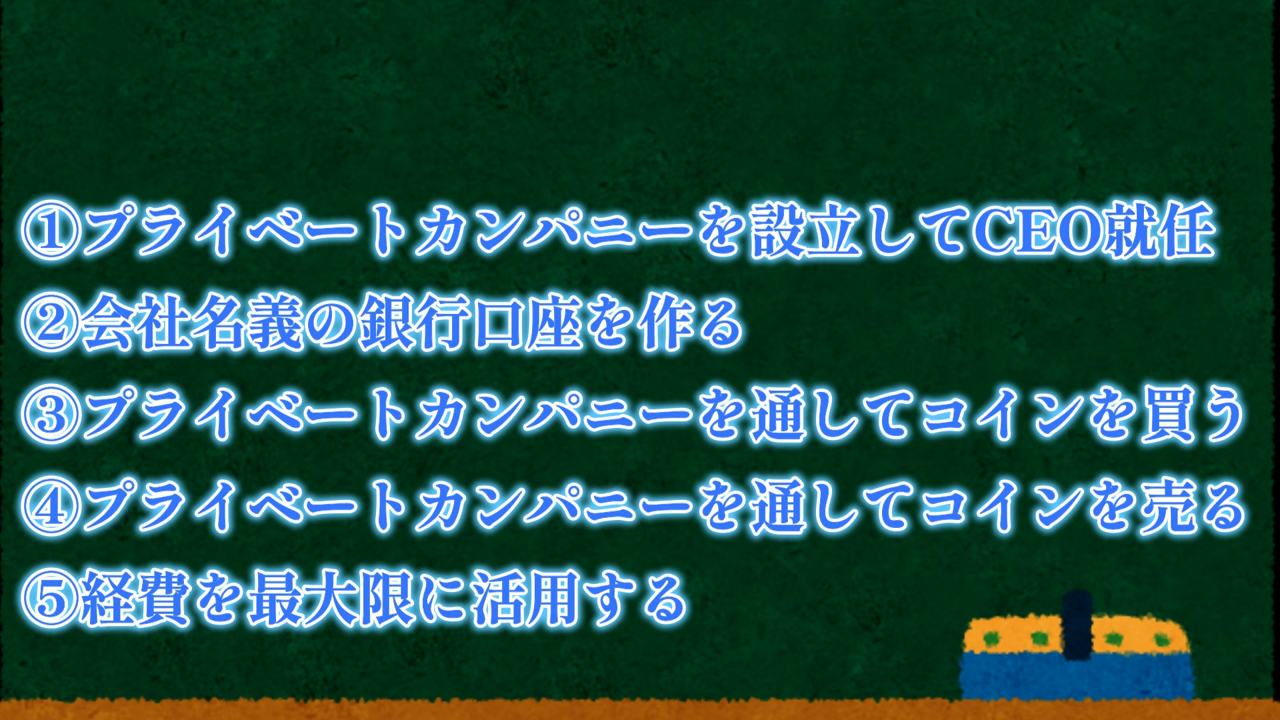 ①プライベートカンパニーを設立してCEO就任
②会社名義の銀行口座を作る
③プライベートカンパニーを通してコインを買う
④プライベートカンパニーを通してコインを売る
⑤経費を最大限に活用する